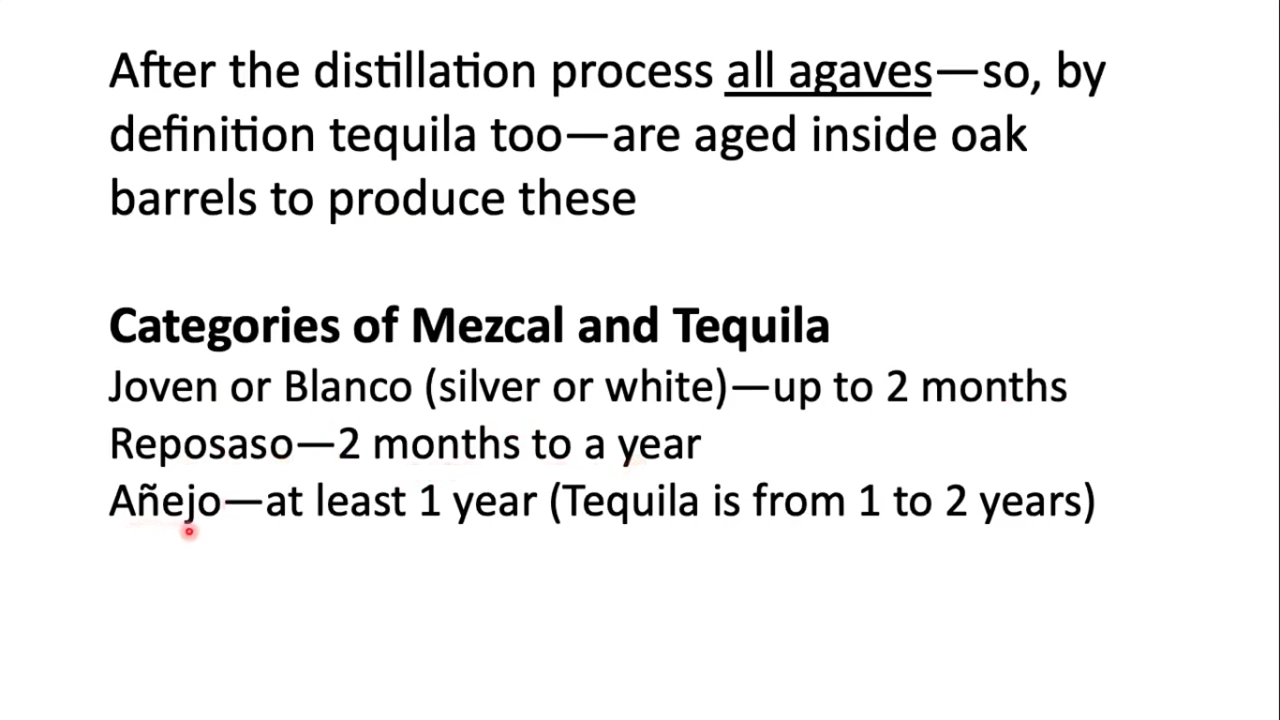 After the distillation process all agaves—so, by
definition tequila too—are aged inside oak
barrels to produce these
Categories of Mezcal and Tequila
Joven or Blanco (silver or white)—up to 2 months
Reposaso—2 months to a year
Añejo—at least 1 year (Tequila is from 1 to 2 years)